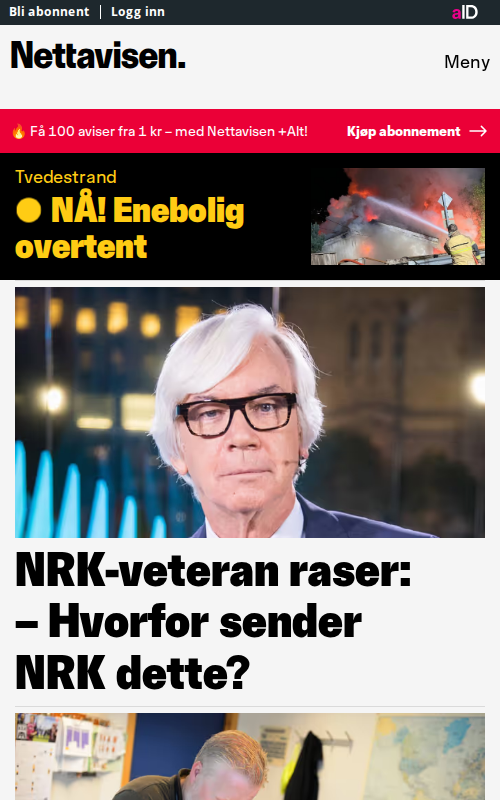 Bli abonnent
Logg inn
aID
Nettavisen.
Meny
🔥 Få 100 aviser fra 1 kr – med Nettavisen +Alt!
Kjøp abonnement →
Tvedestrand
NÅ! Enebolig
overtent
NRK-veteran raser:
– Hvorfor sender
NRK dette?